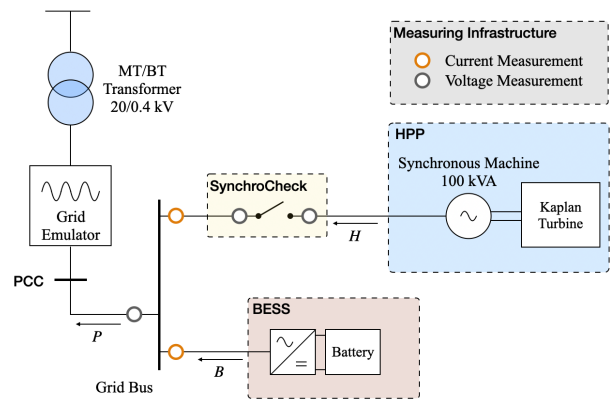 Measuring Infrastructure
Current Measurement
Voltage Measurement
MT/BT
Transformer
20/0.4 kV
HPP
Synchronous Machine
100 kVA
Kaplan
Turbine
SynchroCheck
H
Grid
Emulator
PCC
P
BESS
Battery
B
Grid Bus